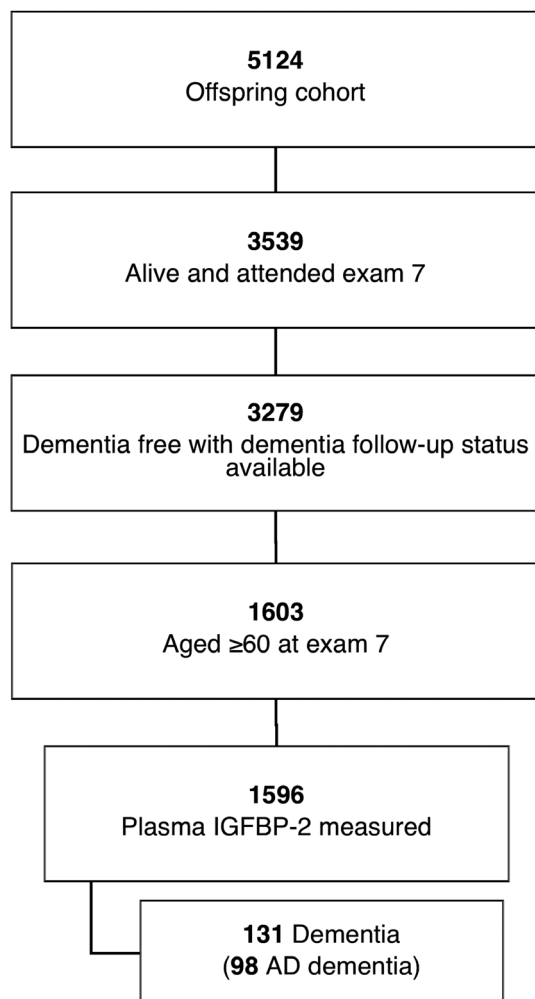 5124
Offspring cohort
3539
Alive and attended exam 7
3279
Dementia free with dementia follow-up status
available
1603
Aged ≥60 at exam 7
1596
Plasma IGFBP-2 measured
131 Dementia
(98 AD dementia)